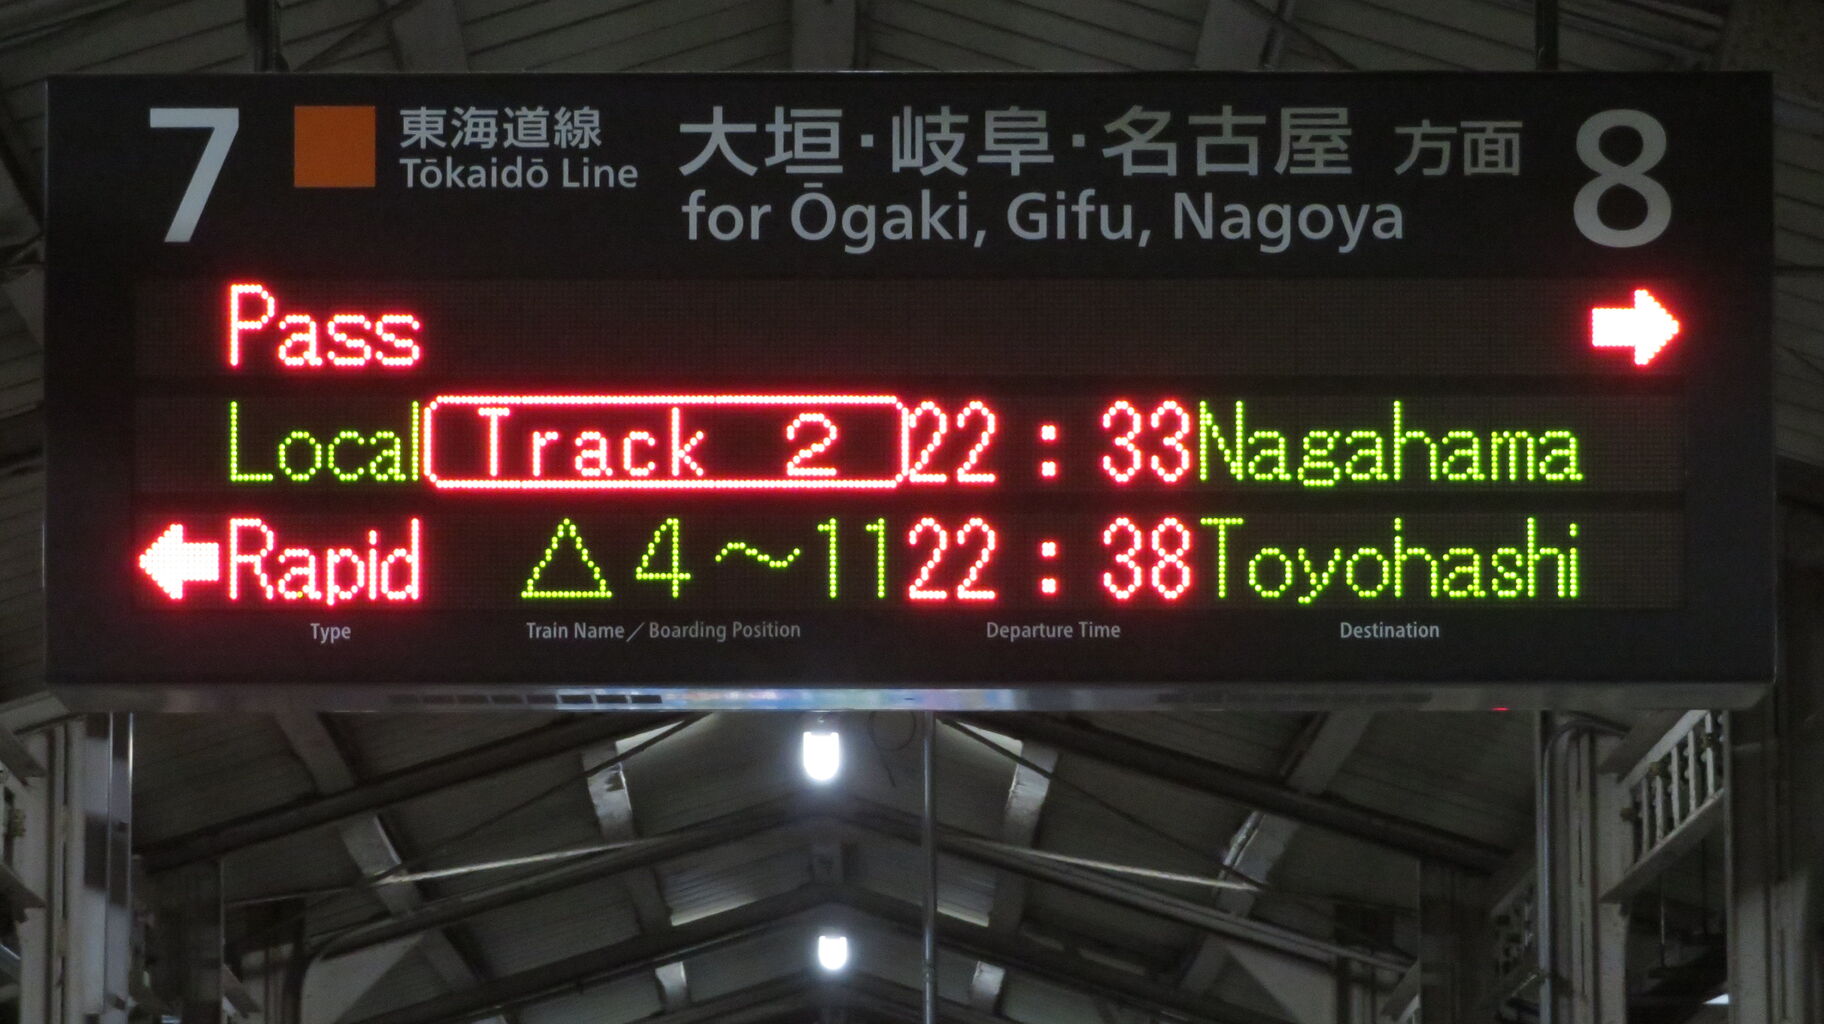 7
東海道線
Tōkaidō Line
大垣・岐阜・名古屋 方面
for Ōgaki, Gifu, Nagoya
8
Pass →
Local Track 2 22:33 Nagahama
← Rapid △4〜11 22:38 Toyohashi
Type Train Name／Boarding Position Departure Time Destination